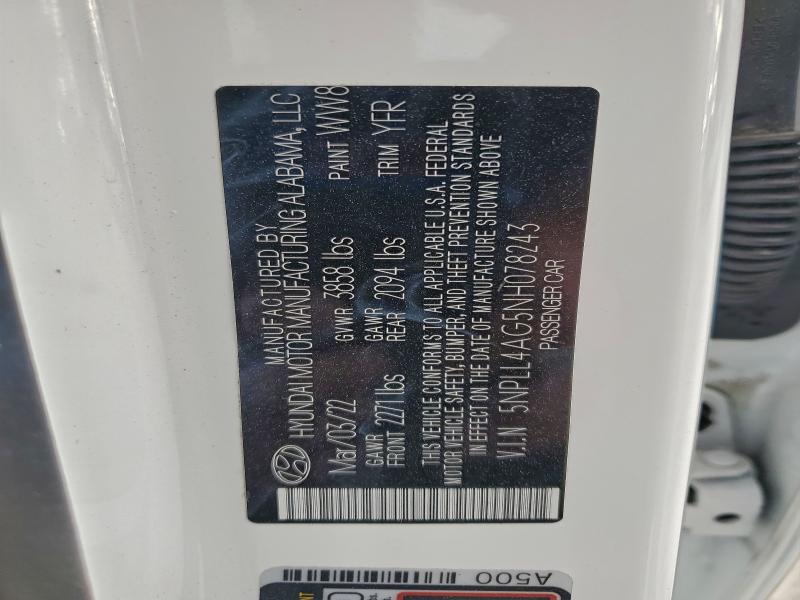 MANUFACTURED BY
HYUNDAI MOTOR MANUFACTURING ALABAMA, LLC
Mar/03/22 GVWR 3858 lbs PAINT WW8
GAWR FRONT 2271 lbs GAWR REAR 2094 lbs TRIM YFR
THIS VEHICLE CONFORMS TO ALL APPLICABLE U.S.A. FEDERAL
MOTOR VEHICLE SAFETY, BUMPER, AND THEFT PREVENTION STANDARDS
IN EFFECT ON THE DATE OF MANUFACTURE SHOWN ABOVE
V.I.N 5NPLL4AG5NH078243
PASSENGER CAR
A500